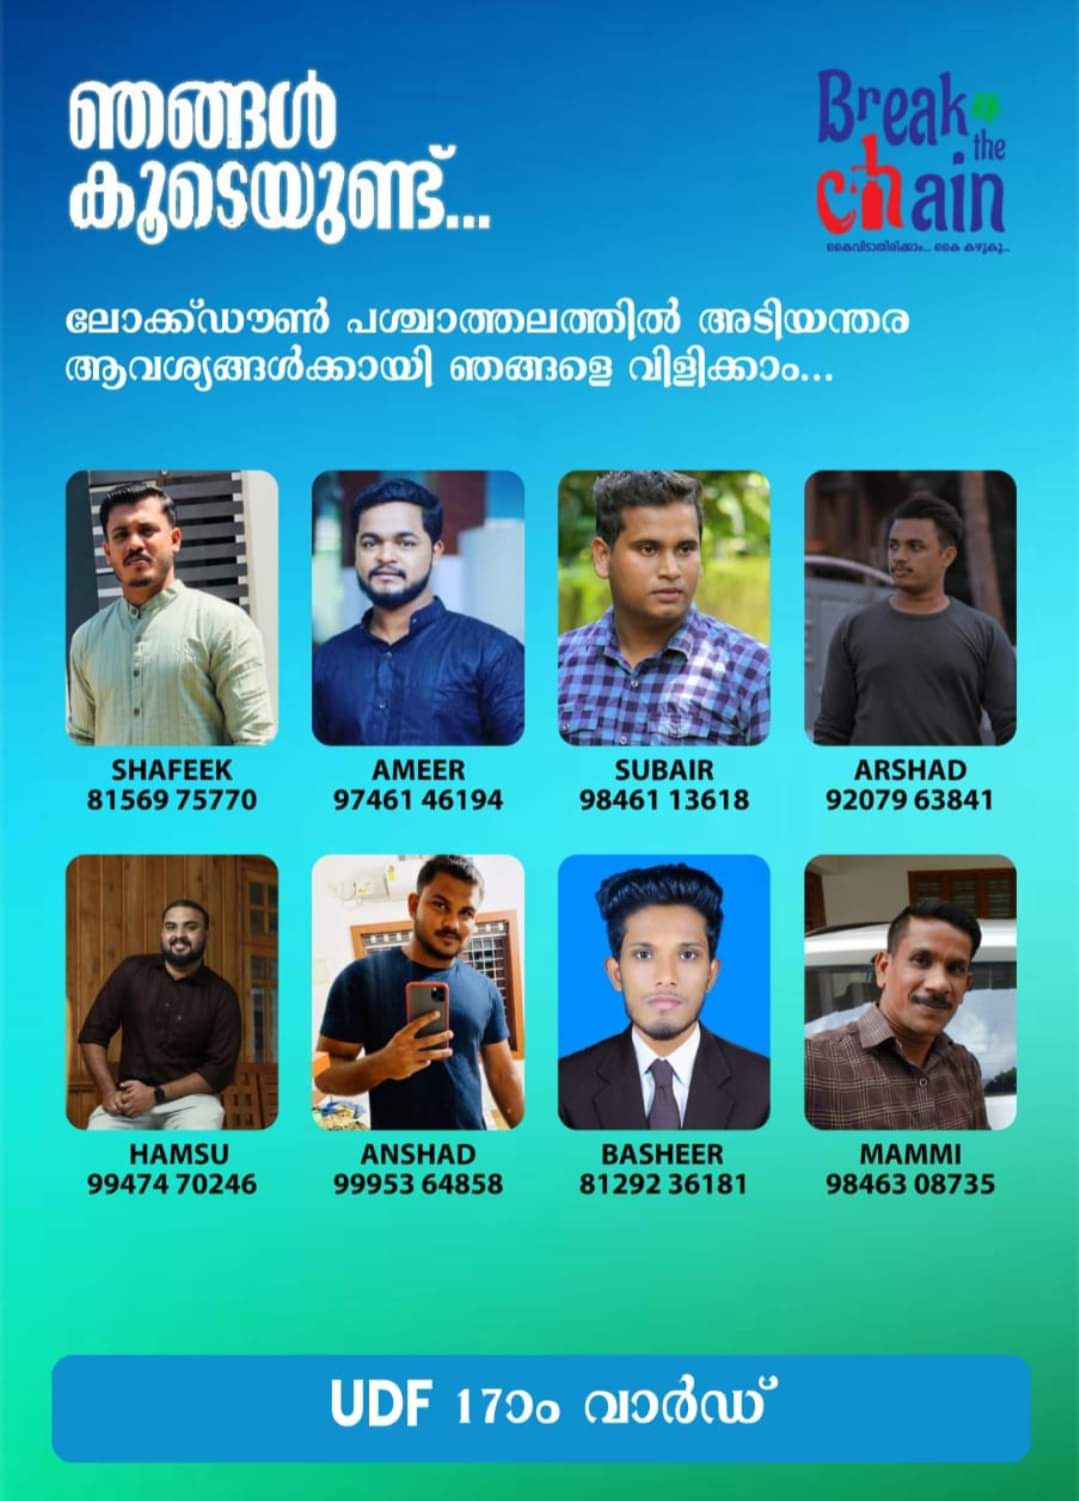 ഞങ്ങൾ
കൂടെയുണ്ട്...
Break
the
chain
കൈവിടാതിരിക്കാം... കൈ കഴുകൂ...
ലോക്ക്ഡൗൺ പശ്ചാത്തലത്തിൽ അടിയന്തര
ആവശ്യങ്ങൾക്കായി ഞങ്ങളെ വിളിക്കാം...
SHAFEEK AMEER SUBAIR ARSHAD
81569 75770 97461 46194 98461 13618 92079 63841
HAMSU ANSHAD BASHEER MAMMI
99474 70246 99953 64858 81292 36181 98463 08735
UDF 17ാം വാർഡ്